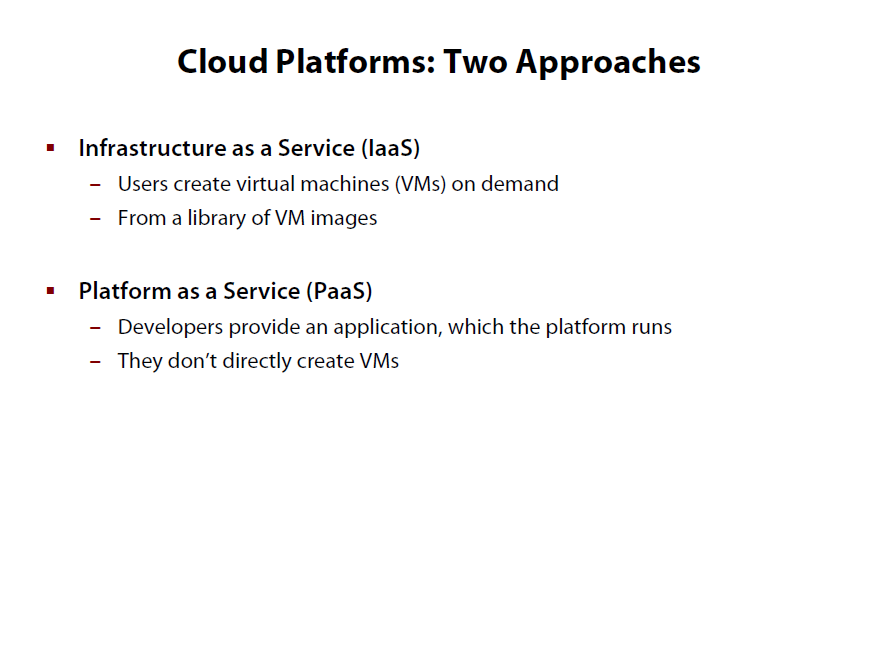 Cloud Platforms: Two Approaches
▪ Infrastructure as a Service (IaaS)
– Users create virtual machines (VMs) on demand
– From a library of VM images
▪ Platform as a Service (PaaS)
– Developers provide an application, which the platform runs
– They don’t directly create VMs